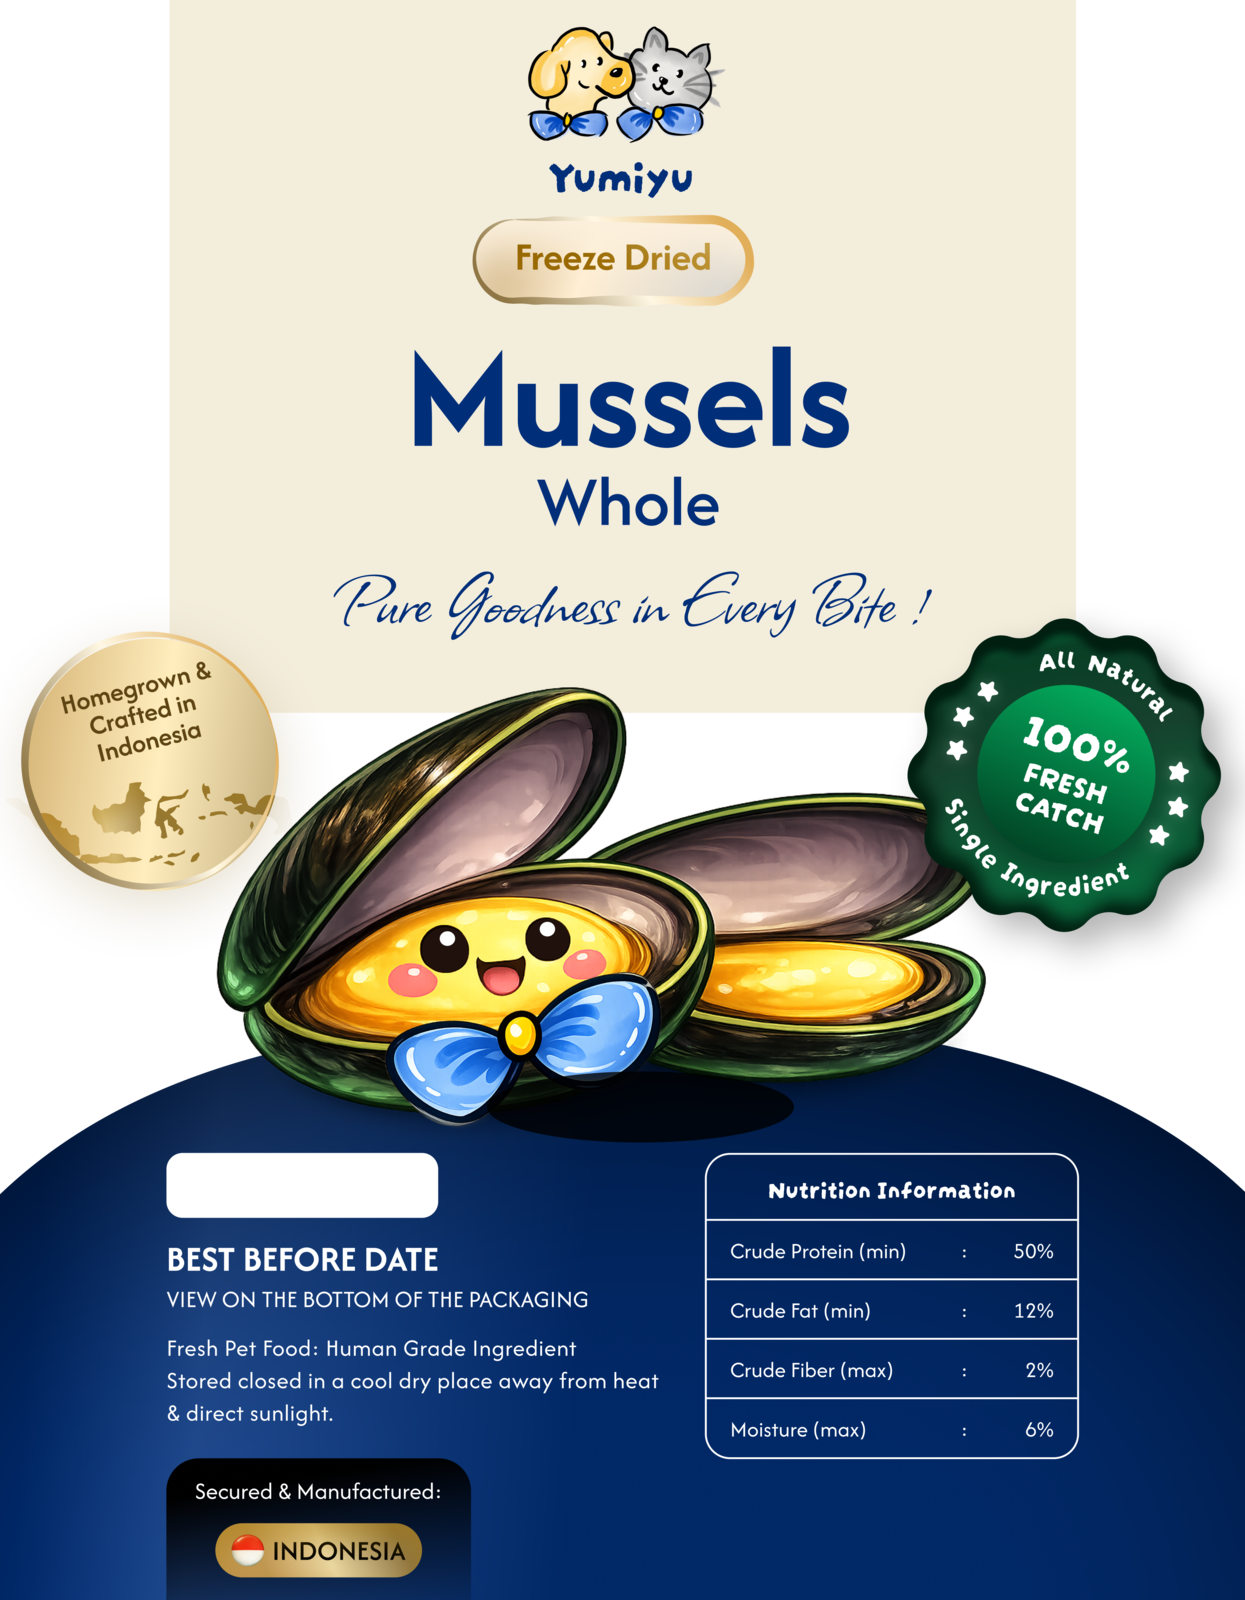 Yumiyu
Freeze Dried
Mussels
Whole
Pure Goodness in Every Bite !
Homegrown &
Crafted in
Indonesia
All Natural
100%
FRESH
CATCH
Single Ingredient
BEST BEFORE DATE
VIEW ON THE BOTTOM OF THE PACKAGING
Fresh Pet Food: Human Grade Ingredient
Stored closed in a cool dry place away from heat
& direct sunlight.
Secured & Manufactured:
INDONESIA
Nutrition Information
Crude Protein (min) : 50%
Crude Fat (min) : 12%
Crude Fiber (max) : 2%
Moisture (max) : 6%